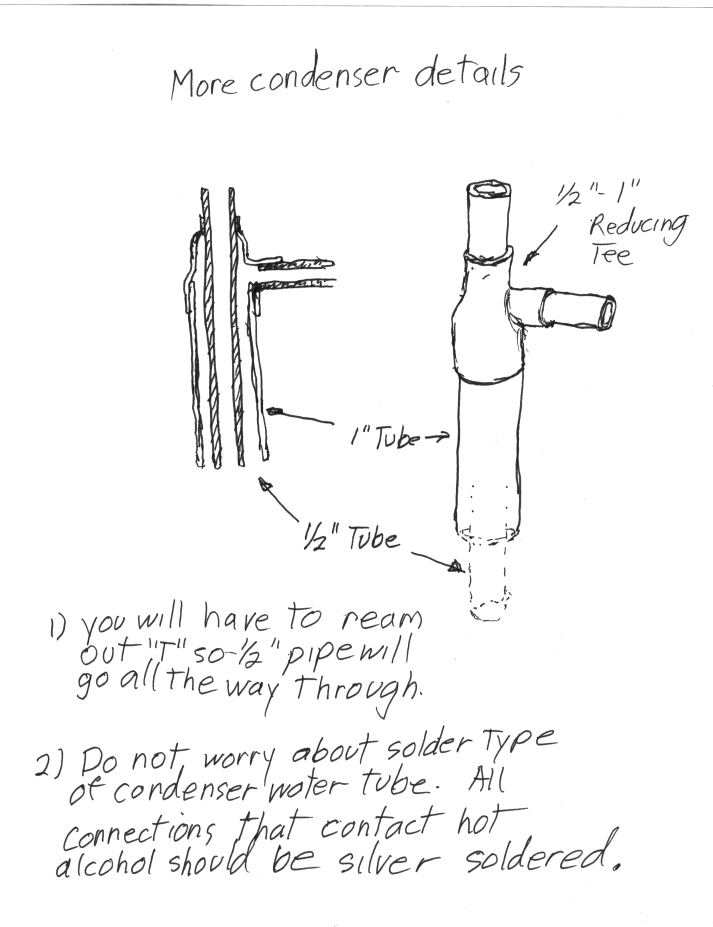 More condenser details
1/2"- 1"
Reducing
Tee
1" Tube
1/2" Tube
1) you will have to ream
out "T" so 1/2" pipe will
go all the way through.
2) Do not worry about solder type
of condenser water tube. All
connections that contact hot
alcohol should be silver soldered.